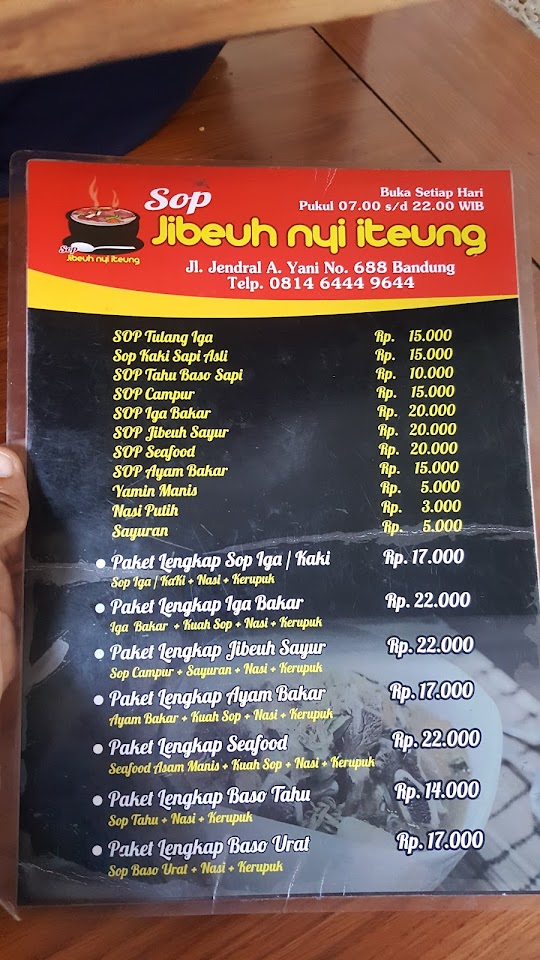 Sop
Jibeuh nyi iteung
Buka Setiap Hari
Pukul 07.00 s/d 22.00 WIB
Sop
Jibeuh nyi iteung
Jl. Jendral A. Yani No. 688 Bandung
Telp. 0814 6444 9644
SOP Tulang Iga Rp. 15.000
Sop Kaki Sapi Asli Rp. 15.000
SOP Tahu Baso Sapi Rp. 10.000
SOP Campur Rp. 15.000
SOP Iga Bakar Rp. 20.000
SOP Jibeuh Sayur Rp. 20.000
SOP Seafood Rp. 20.000
SOP Ayam Bakar Rp. 15.000
Yamin Manis Rp. 5.000
Nasi Putih Rp. 3.000
Sayuran Rp. 5.000
• Paket Lengkap Sop Iga / Kaki Rp. 17.000
Sop Iga / KaKi + Nasi + Kerupuk
• Paket Lengkap Iga Bakar Rp. 22.000
Iga Bakar + Kuah Sop + Nasi + Kerupuk
• Paket Lengkap Jibeuh Sayur Rp. 22.000
Sop Campur + Sayuran + Nasi + Kerupuk
• Paket Lengkap Ayam Bakar Rp. 17.000
Ayam Bakar + Kuah Sop + Nasi + Kerupuk
• Paket Lengkap Seafood Rp. 22.000
Seafood Asam Manis + Kuah Sop + Nasi + Kerupuk
• Paket Lengkap Baso Tahu Rp. 14.000
Sop Tahu + Nasi + Kerupuk
• Paket Lengkap Baso Urat Rp. 17.000
Sop Baso Urat + Nasi + Kerupuk